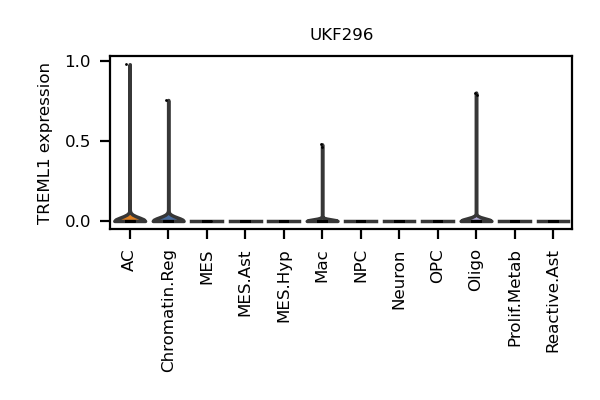 UKF296
TREML1 expression
1.0
0.5
0.0
AC
Chromatin.Reg
MES
MES.Ast
MES.Hyp
Mac
NPC
Neuron
OPC
Oligo
Prolif.Metab
Reactive.Ast